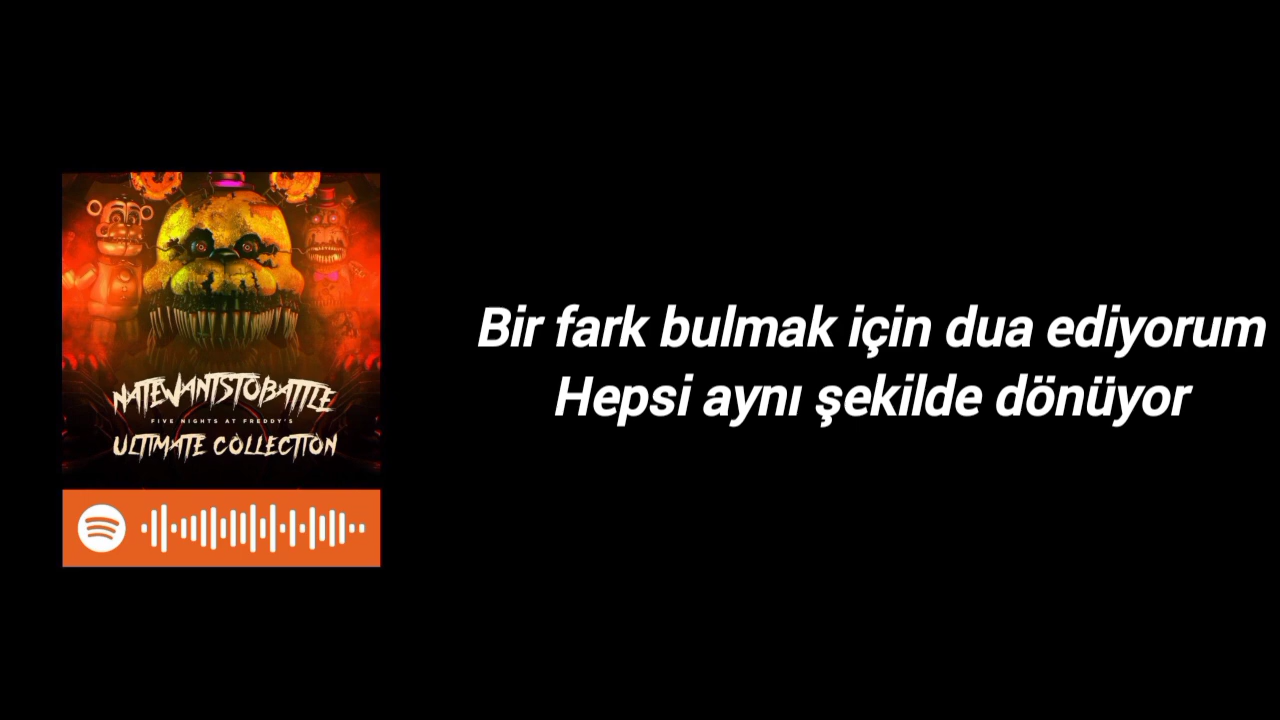 NATEWANTSTOBATTLE
FIVE NIGHTS AT FREDDY'S
ULTIMATE COLLECTION
Bir fark bulmak için dua ediyorum
Hepsi aynı şekilde dönüyor